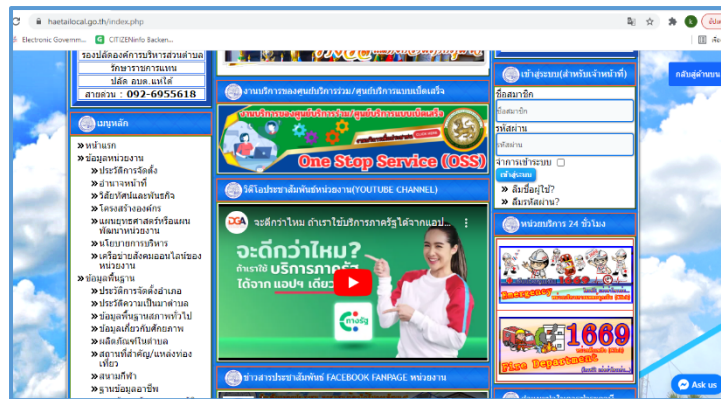 haetailocal.go.th/index.php
Electronic Governm...
CITIZENinfo Backen...
รองปลัดองค์การบริหารส่วนตำบล
รักษาราชการแทน
ปลัด อบต.แห่ใต้
สายด่วน : 092-6955618
เมนูหลัก
หน้าแรก
ข้อมูลหน่วยงาน
ประวัติการจัดตั้ง
อำนาจหน้าที่
วิสัยทัศน์และพันธกิจ
โครงสร้างองค์กร
แผนยุทธศาสตร์หรือแผน
พัฒนาหน่วยงาน
นโยบายการบริหาร
เครือข่ายสังคมออนไลน์ของ
หน่วยงาน
ข้อมูลพื้นฐาน
ประวัติการจัดตั้งอำเภอ
ประวัติความเป็นมาตำบล
ข้อมูลพื้นฐานสภาพทั่วไป
ข้อมูลเกี่ยวกับศักยภาพ
ผลิตภัณฑ์ในตำบล
สถานที่สำคัญ/แหล่งท่อง
เที่ยว
สนามกีฬา
ฐานข้อมูลอาชีพ
งานบริการของศูนย์บริการร่วม/ศูนย์บริการแบบเบ็ดเสร็จ
งานบริการของศูนย์บริการร่วม/ศูนย์บริการแบบเบ็ดเสร็จ
One Stop Service (OSS)
วิดีโอประชาสัมพันธ์หน่วยงาน(YOUTUBE CHANNEL)
DGA จะดีกว่าไหม ถ้าเราใช้บริการภาครัฐได้จากแอป...
จะดีกว่าไหม?
ถ้าเราใช้ บริการภาครัฐ
ได้จาก แอปฯ เดียว
ทางรัฐ
ข่าวสารประชาสัมพันธ์ FACEBOOK FANPAGE หน่วยงาน
เข้าสู่ระบบ(สำหรับเจ้าหน้าที่)
ชื่อสมาชิก
ชื่อสมาชิก
รหัสผ่าน
รหัสผ่าน
จำการเข้าระบบ
เข้าสู่ระบบ
ลืมชื่อผู้ใช้?
ลืมรหัสผ่าน?
หน่วยบริการ 24 ชั่วโมง
Emergency
1669
Fire Department
กลับสู่ด้านบน
Ask us